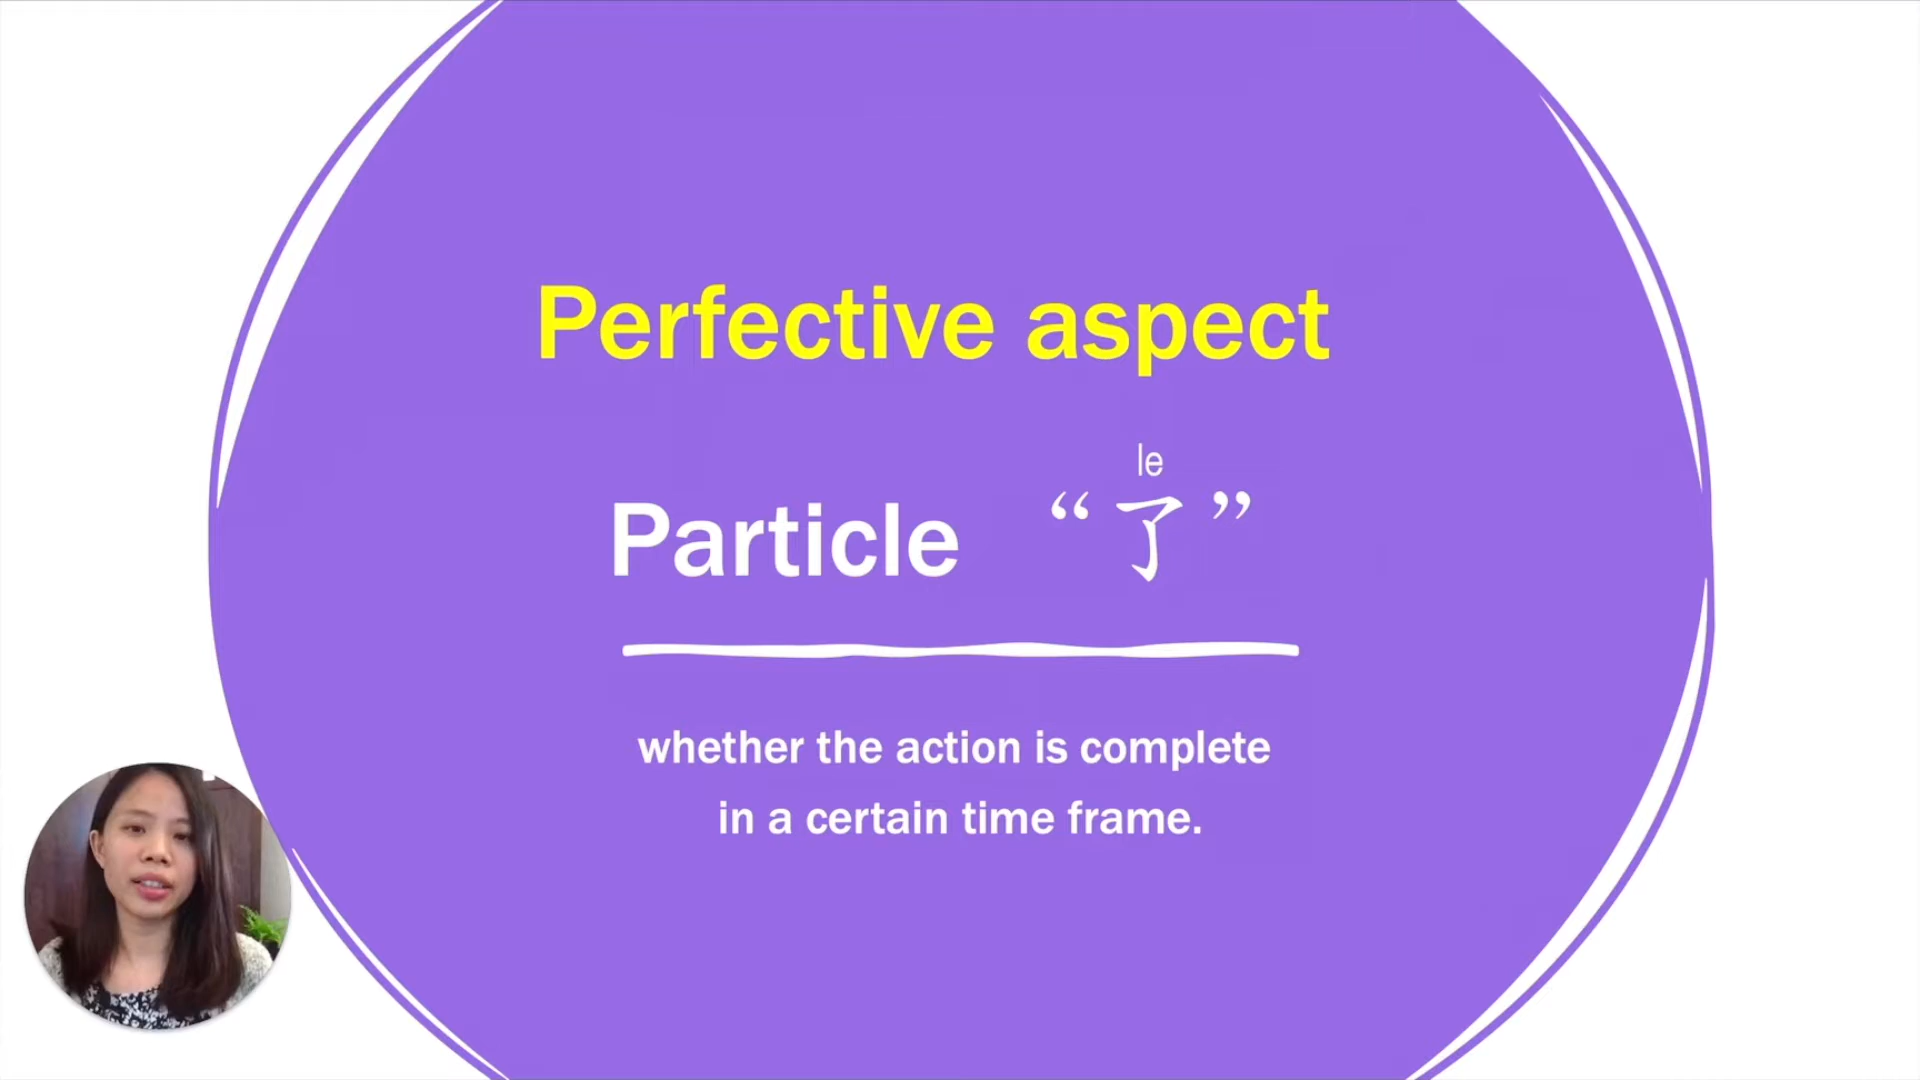 Perfective aspect
le
Particle “了”
whether the action is complete
in a certain time frame.